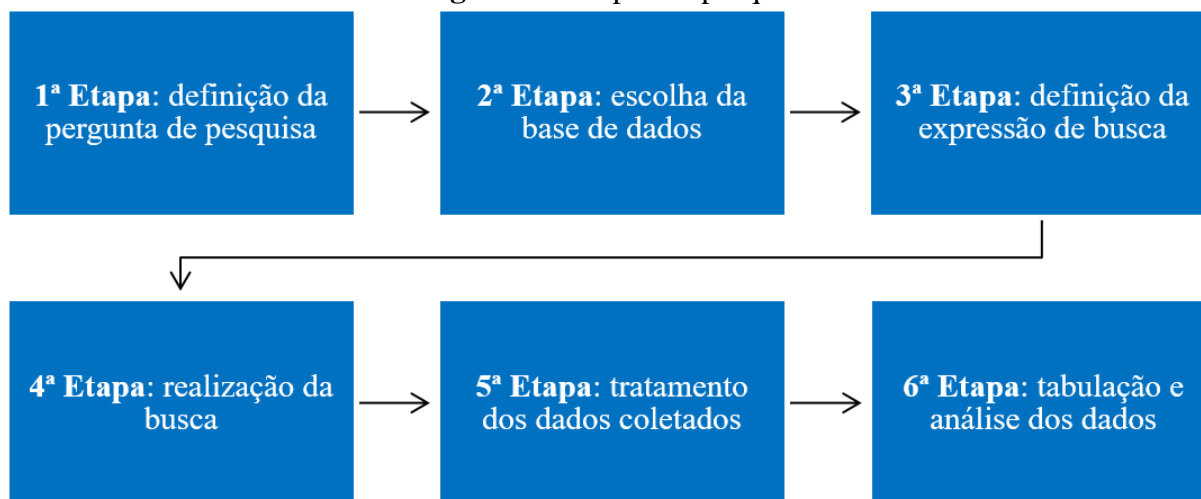 1ª Etapa: definição da
pergunta de pesquisa
2ª Etapa: escolha da
base de dados
3ª Etapa: definição da
expressão de busca
4ª Etapa: realização da
busca
5ª Etapa: tratamento
dos dados coletados
6ª Etapa: tabulação e
análise dos dados